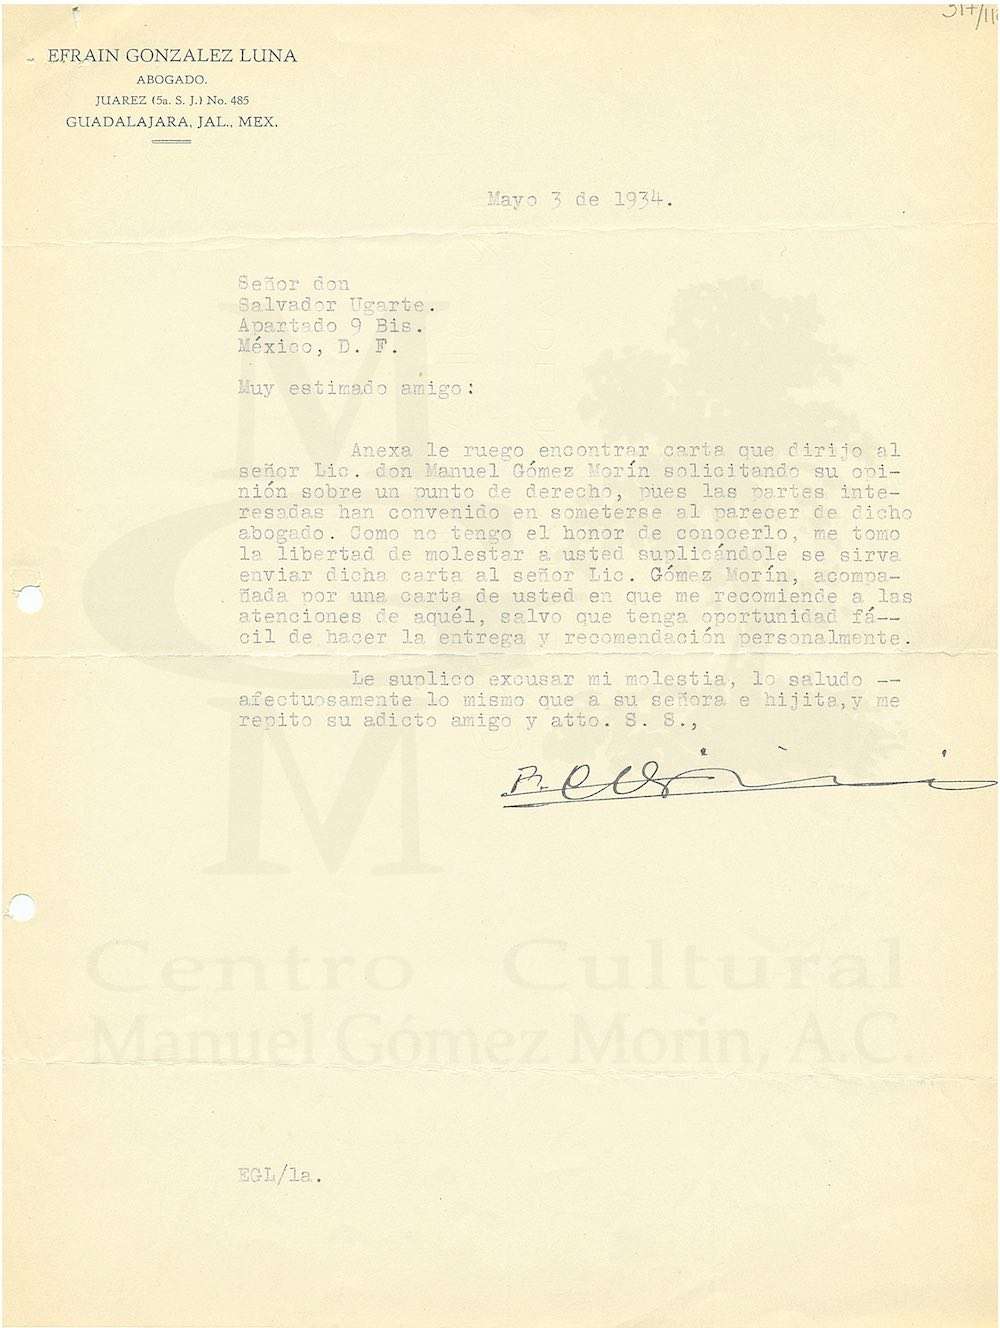 EFRAIN GONZALEZ LUNA
ABOGADO.
JUAREZ (5a. S. J.) No. 485
GUADALAJARA, JAL., MEX.
Mayo 3 de 1934.
Señor don
Salvador Ugarte.
Apartado 9 Bis.
México, D. F.
Muy estimado amigo:
Anexa le ruego encontrar carta que dirijo al
señor Lic. don Manuel Gómez Morín solicitando su opi-
nión sobre un punto de derecho, pues las partes inte-
resadas han convenido en someterse al parecer de dicho
abogado. Como no tengo el honor de conocerlo, me tomo
la libertad de molestar a usted suplicándole se sirva
enviar dicha carta al señor Lic. Gómez Morín, acompa-
ñada por una carta de usted en que me recomiende a las
atenciones de aquél, salvo que tenga oportunidad fá--
cil de hacer la entrega y recomendación personalmente.
Le suplico excusar mi molestia, lo saludo --
afectuosamente lo mismo que a su señora e hijita,y me
repito su adicto amigo y atto. S. S.,
Centro Cultural
Manuel Gómez Morin, A.C.
EGL/la.